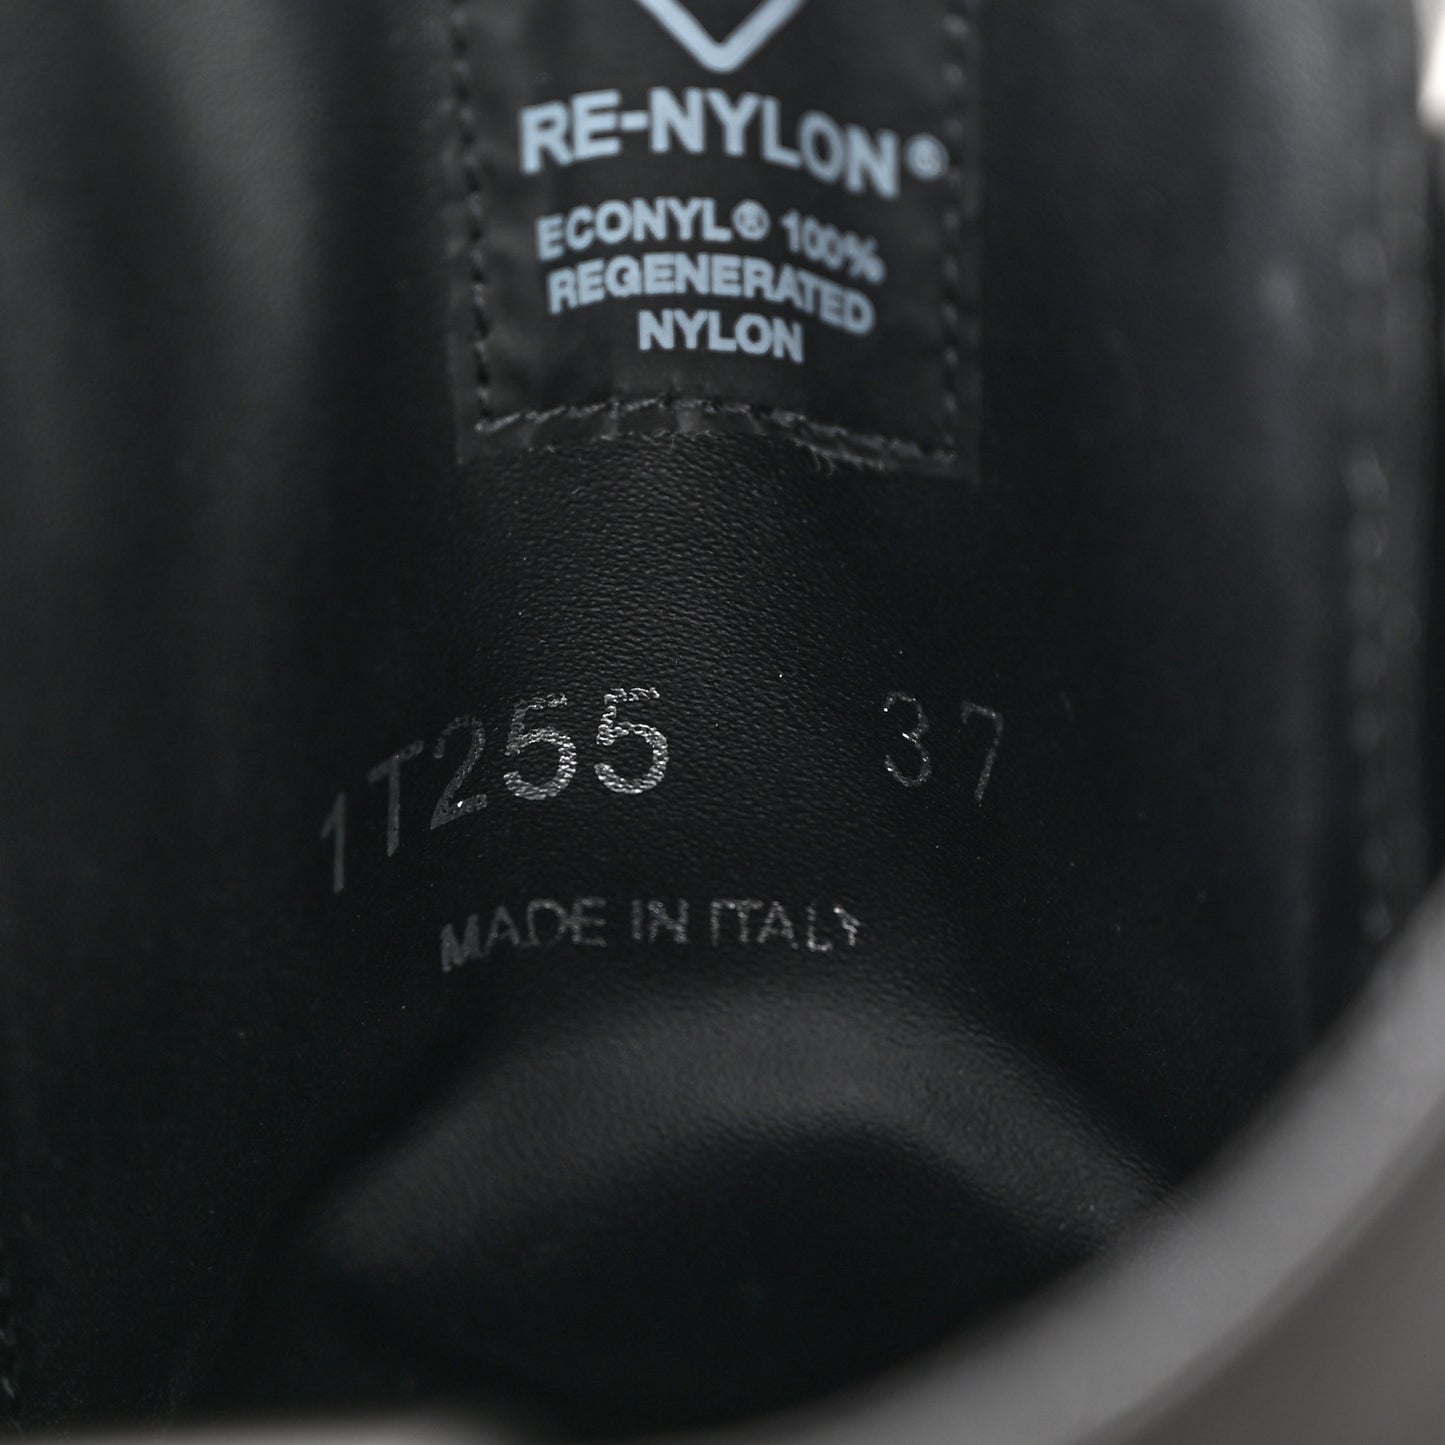 RE-NYLON®
ECONYL® 100%
REGENERATED
NYLON
1T255 37
MADE IN ITALY